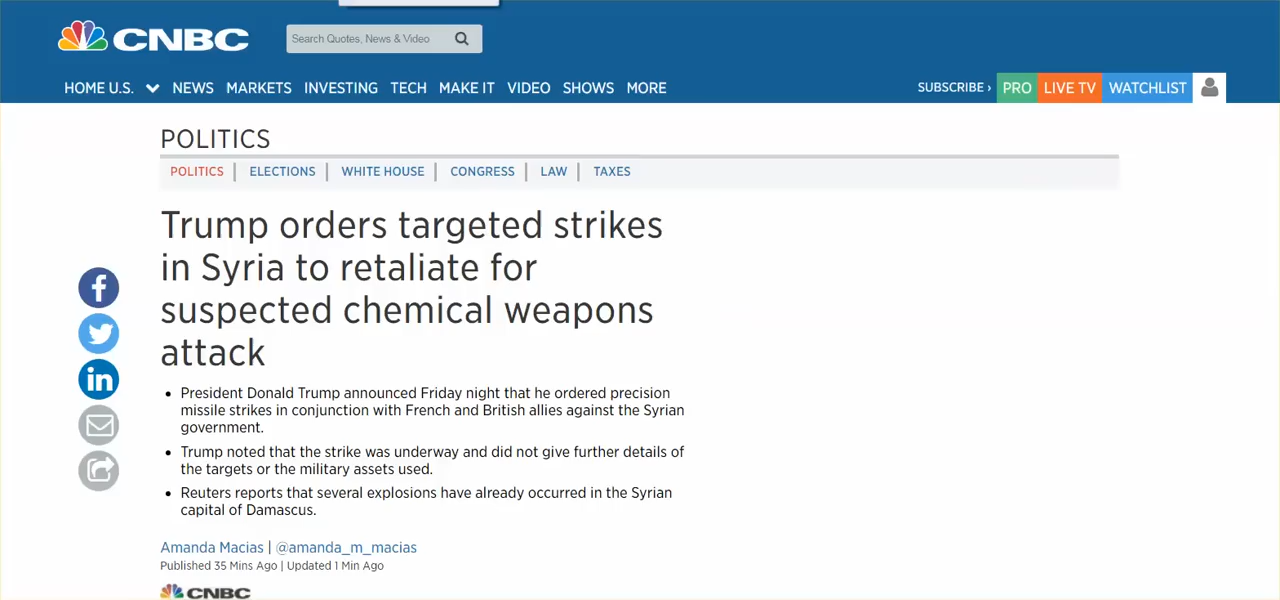 CNBC
Search Quotes, News & Video
HOME U.S. NEWS MARKETS INVESTING TECH MAKE IT VIDEO SHOWS MORE
SUBSCRIBE › PRO LIVE TV WATCHLIST
POLITICS
POLITICS | ELECTIONS | WHITE HOUSE | CONGRESS | LAW | TAXES
Trump orders targeted strikes
in Syria to retaliate for
suspected chemical weapons
attack
f
in
• President Donald Trump announced Friday night that he ordered precision
missile strikes in conjunction with French and British allies against the Syrian
government.
• Trump noted that the strike was underway and did not give further details of
the targets or the military assets used.
• Reuters reports that several explosions have already occurred in the Syrian
capital of Damascus.
Amanda Macias | @amanda_m_macias
Published 35 Mins Ago | Updated 1 Min Ago
CNBC